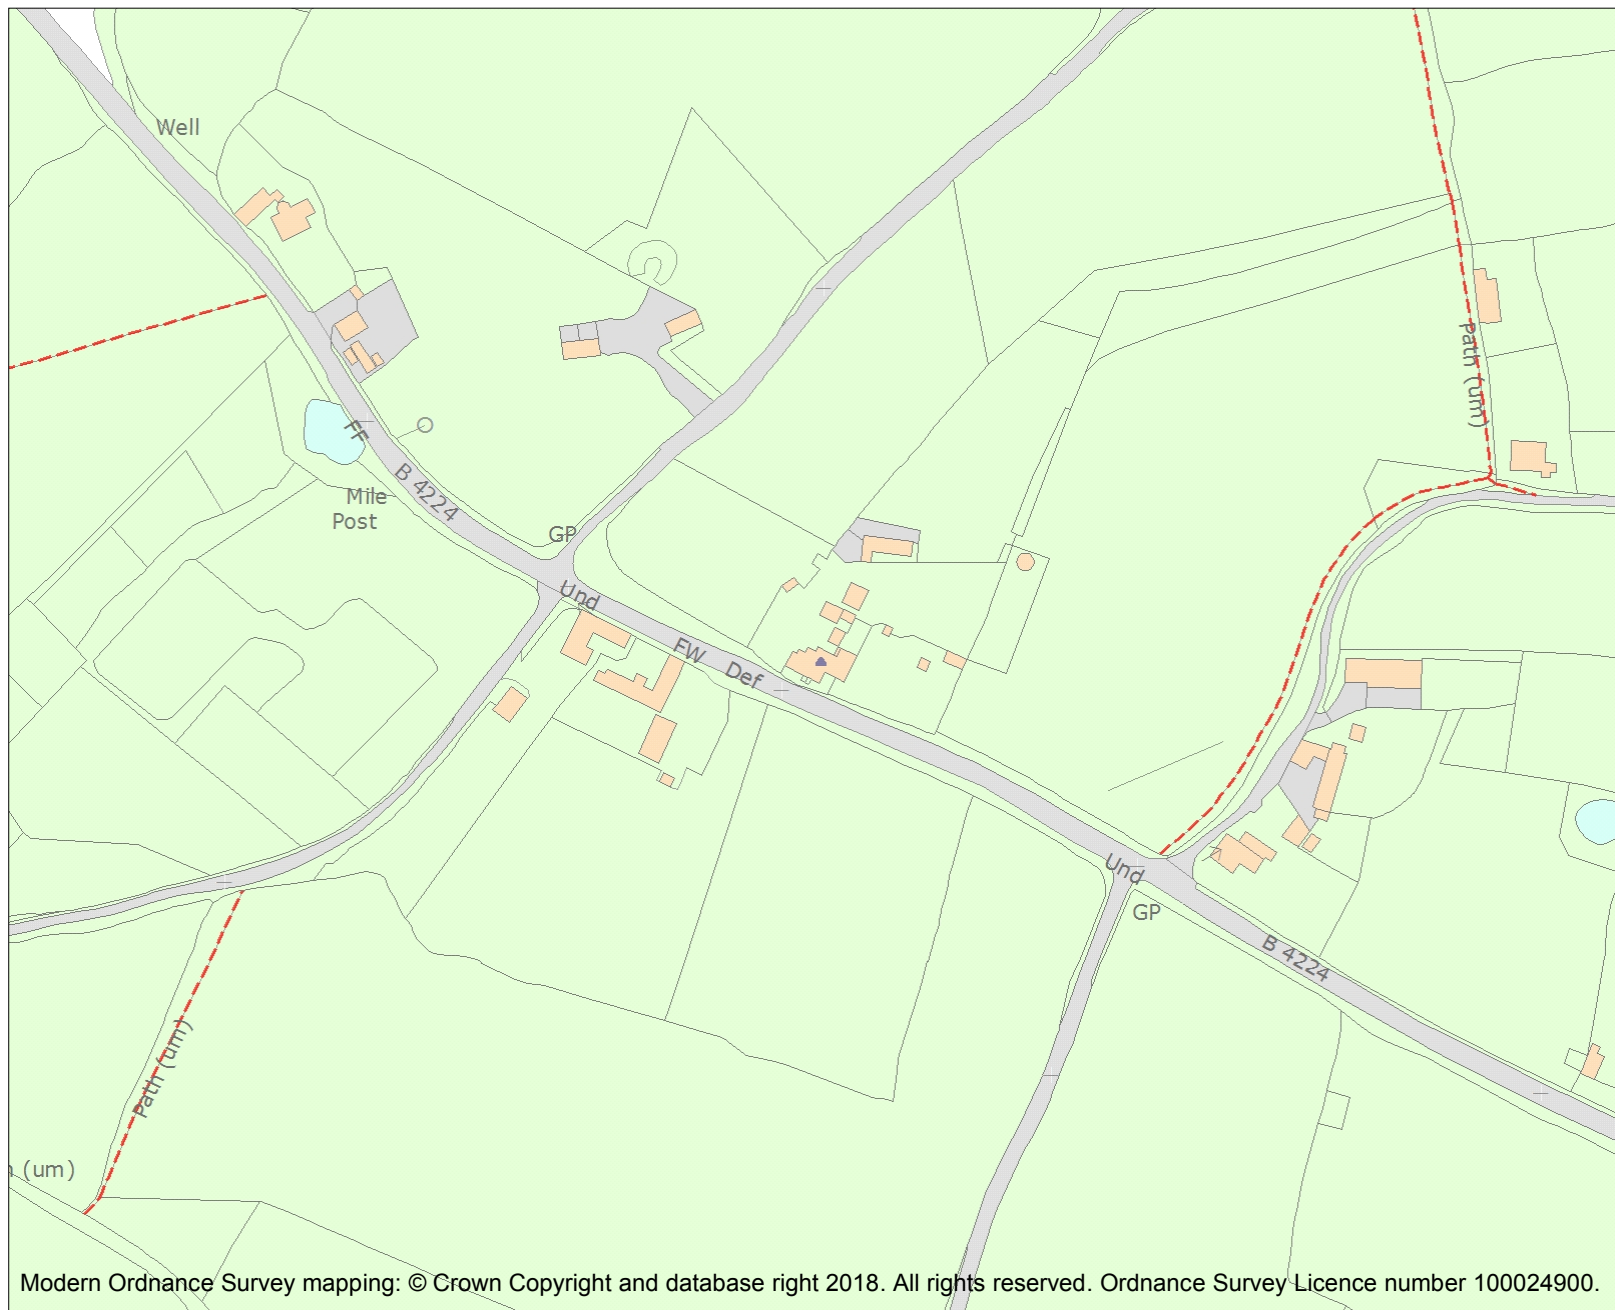 Well
Path (um)
FF
B 4224
Mile
Post
GP
Und
FW Def
Und
GP
B 4224
Path (um)
(um)
Modern Ordnance Survey mapping: © Crown Copyright and database right 2018. All rights reserved. Ordnance Survey Licence number 100024900.